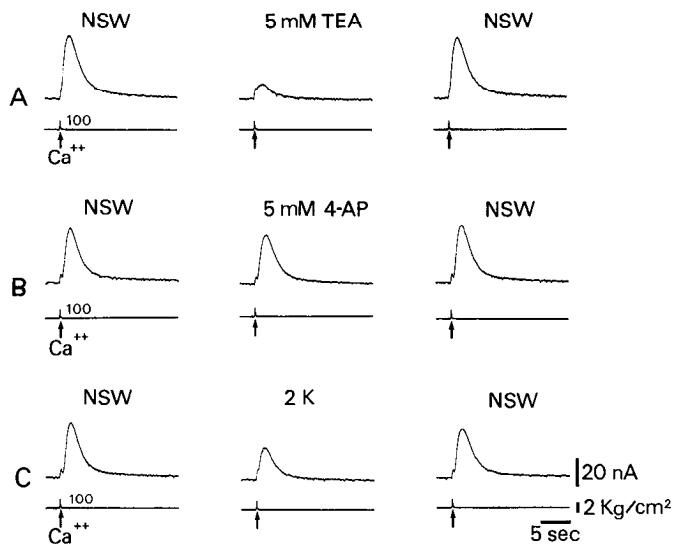 NSW 5 mM TEA NSW
A
100
Ca++
NSW 5 mM 4-AP NSW
B
100
Ca++
NSW 2 K NSW
C
20 nA
100
2 Kg/cm²
Ca++
5 sec